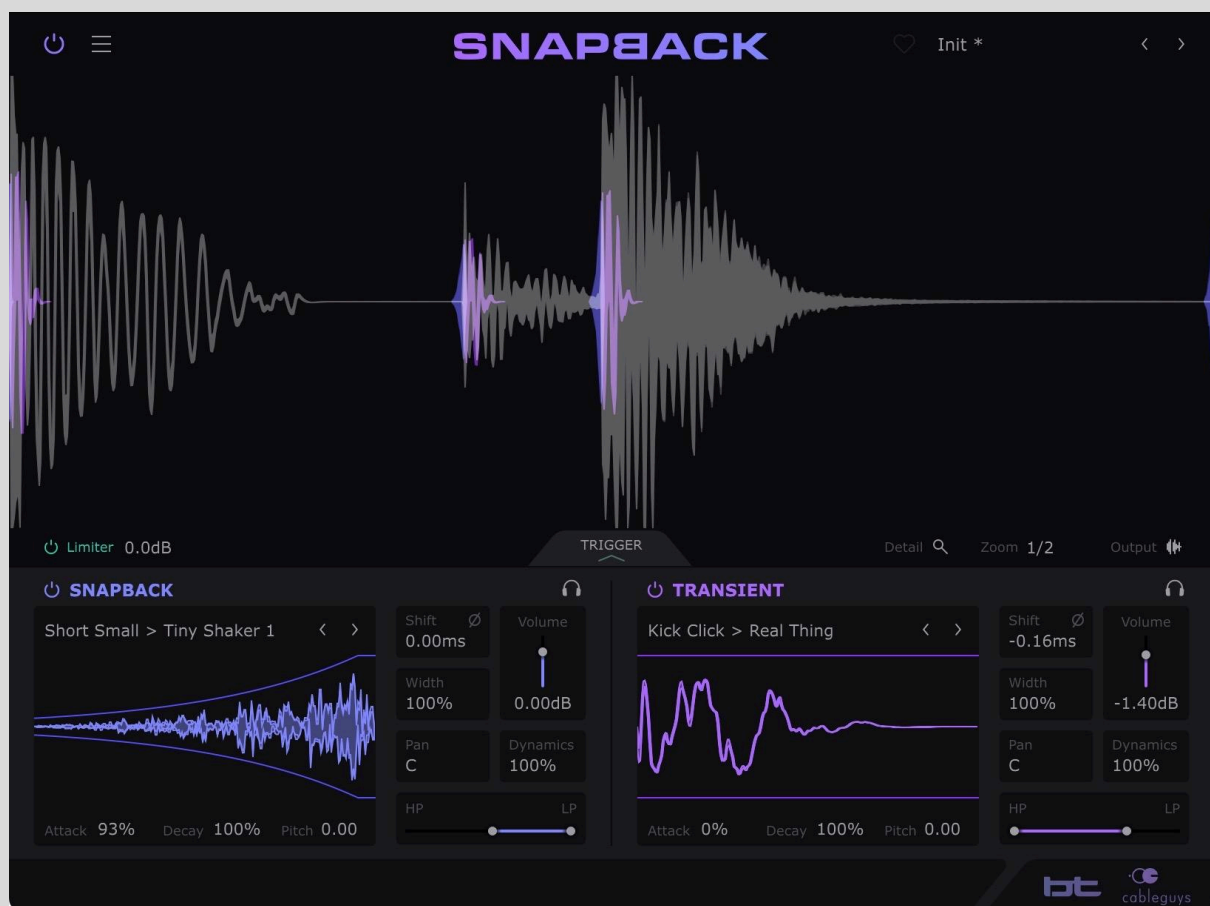 SNAPBACK
Init *
Limiter 0.0dB
TRIGGER
Detail
Zoom 1/2
Output
SNAPBACK
Short Small > Tiny Shaker 1
Attack 93%
Decay 100%
Pitch 0.00
Shift
0.00ms
Volume
0.00dB
Width
100%
Pan
C
Dynamics
100%
HP
LP
TRANSIENT
Kick Click > Real Thing
Attack 0%
Decay 100%
Pitch 0.00
Shift
-0.16ms
Volume
-1.40dB
Width
100%
Pan
C
Dynamics
100%
HP
LP
bt
cableguys